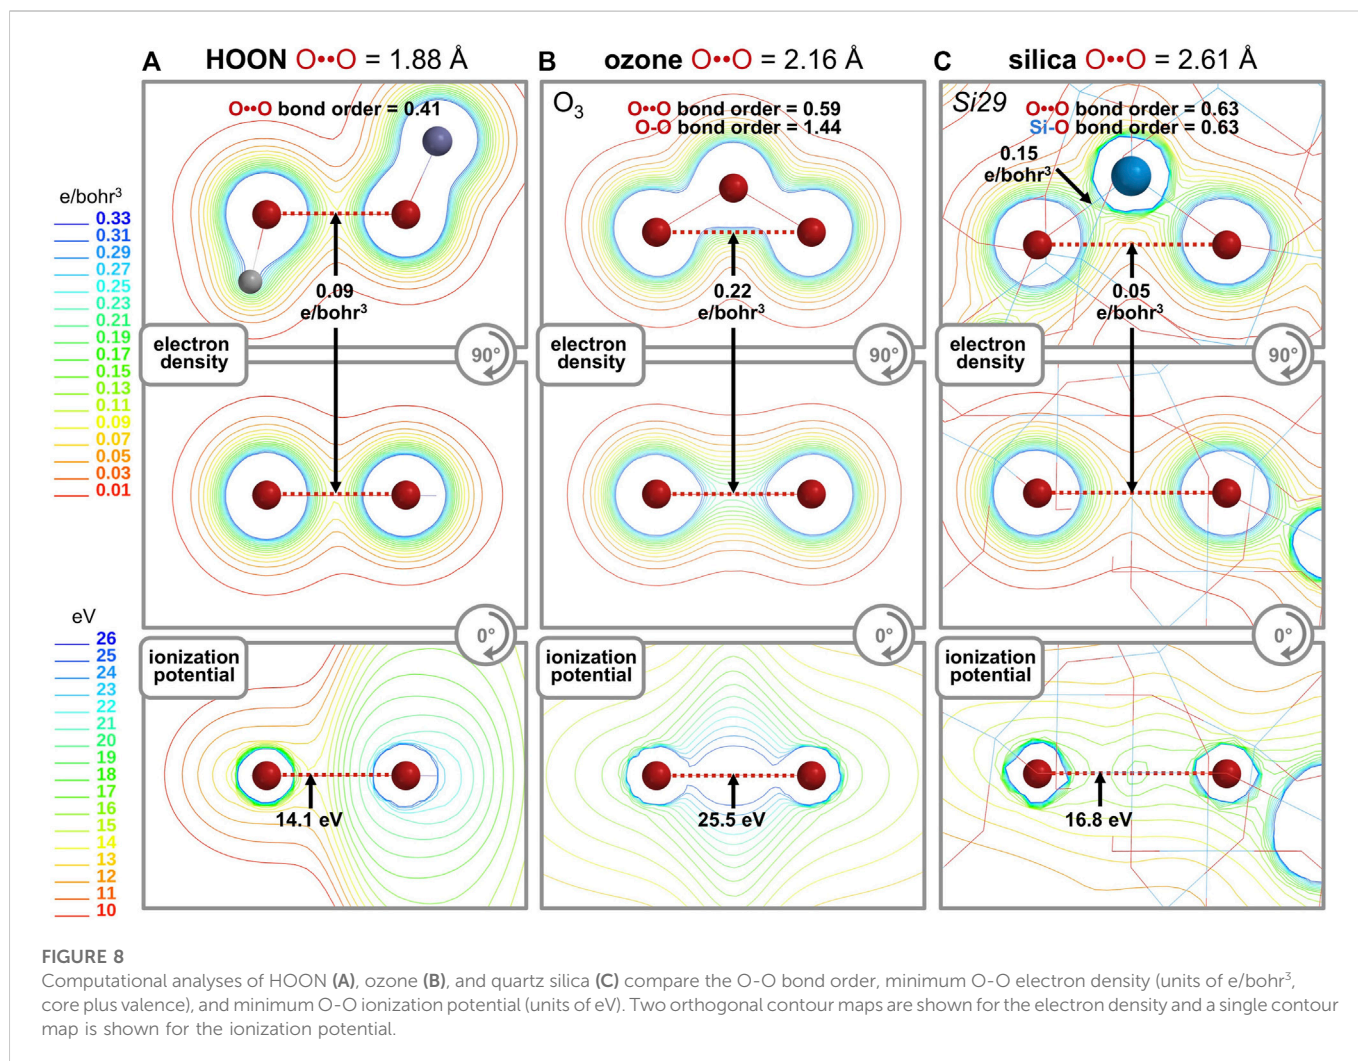 A HOON O••O = 1.88 Å
B ozone O••O = 2.16 Å
C silica O••O = 2.61 Å
O••O bond order = 0.41
O3
O••O bond order = 0.59
O-O bond order = 1.44
Si29
O••O bond order = 0.63
Si-O bond order = 0.63
0.15
e/bohr³
e/bohr³
0.33
0.31
0.29
0.27
0.25
0.23
0.21
0.19
0.17
0.15
0.13
0.11
0.09
0.07
0.05
0.03
0.01
0.09
e/bohr³
0.22
e/bohr³
0.05
e/bohr³
electron
density
90°
electron
density
90°
electron
density
90°
eV
26
25
24
23
22
21
20
19
18
17
16
15
14
13
12
11
10
ionization
potential
0°
ionization
potential
0°
ionization
potential
0°
14.1 eV
25.5 eV
16.8 eV
FIGURE 8
Computational analyses of HOON (A), ozone (B), and quartz silica (C) compare the O-O bond order, minimum O-O electron density (units of e/bohr³,
core plus valence), and minimum O-O ionization potential (units of eV). Two orthogonal contour maps are shown for the electron density and a single contour
map is shown for the ionization potential.